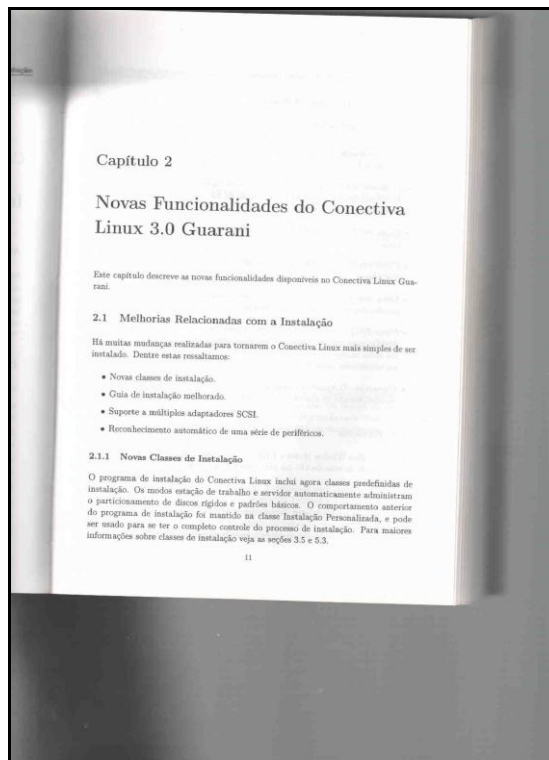 Capítulo 2
Novas Funcionalidades do Conectiva
Linux 3.0 Guarani
Este capítulo descreve as novas funcionalidades disponíveis no Conectiva Linux Gua-
rani.
2.1 Melhorias Relacionadas com a Instalação
Há muitas mudanças realizadas para tornarem o Conectiva Linux mais simples de ser
instalado. Dentre estas ressaltamos:
• Novas classes de instalação.
• Guia de instalação melhorado.
• Suporte a múltiplos adaptadores SCSI.
• Reconhecimento automático de uma série de periféricos.
2.1.1 Novas Classes de Instalação
O programa de instalação do Conectiva Linux inclui agora classes predefinidas de
instalação. Os modos estação de trabalho e servidor automaticamente administram
o particionamento de discos rígidos e padrões básicos. O comportamento anterior
do programa de instalação foi mantido na classe Instalação Personalizada, e pode
ser usado para se ter o completo controle do processo de instalação. Para maiores
informações sobre classes de instalação veja as seções 3.5 e 5.3.
11